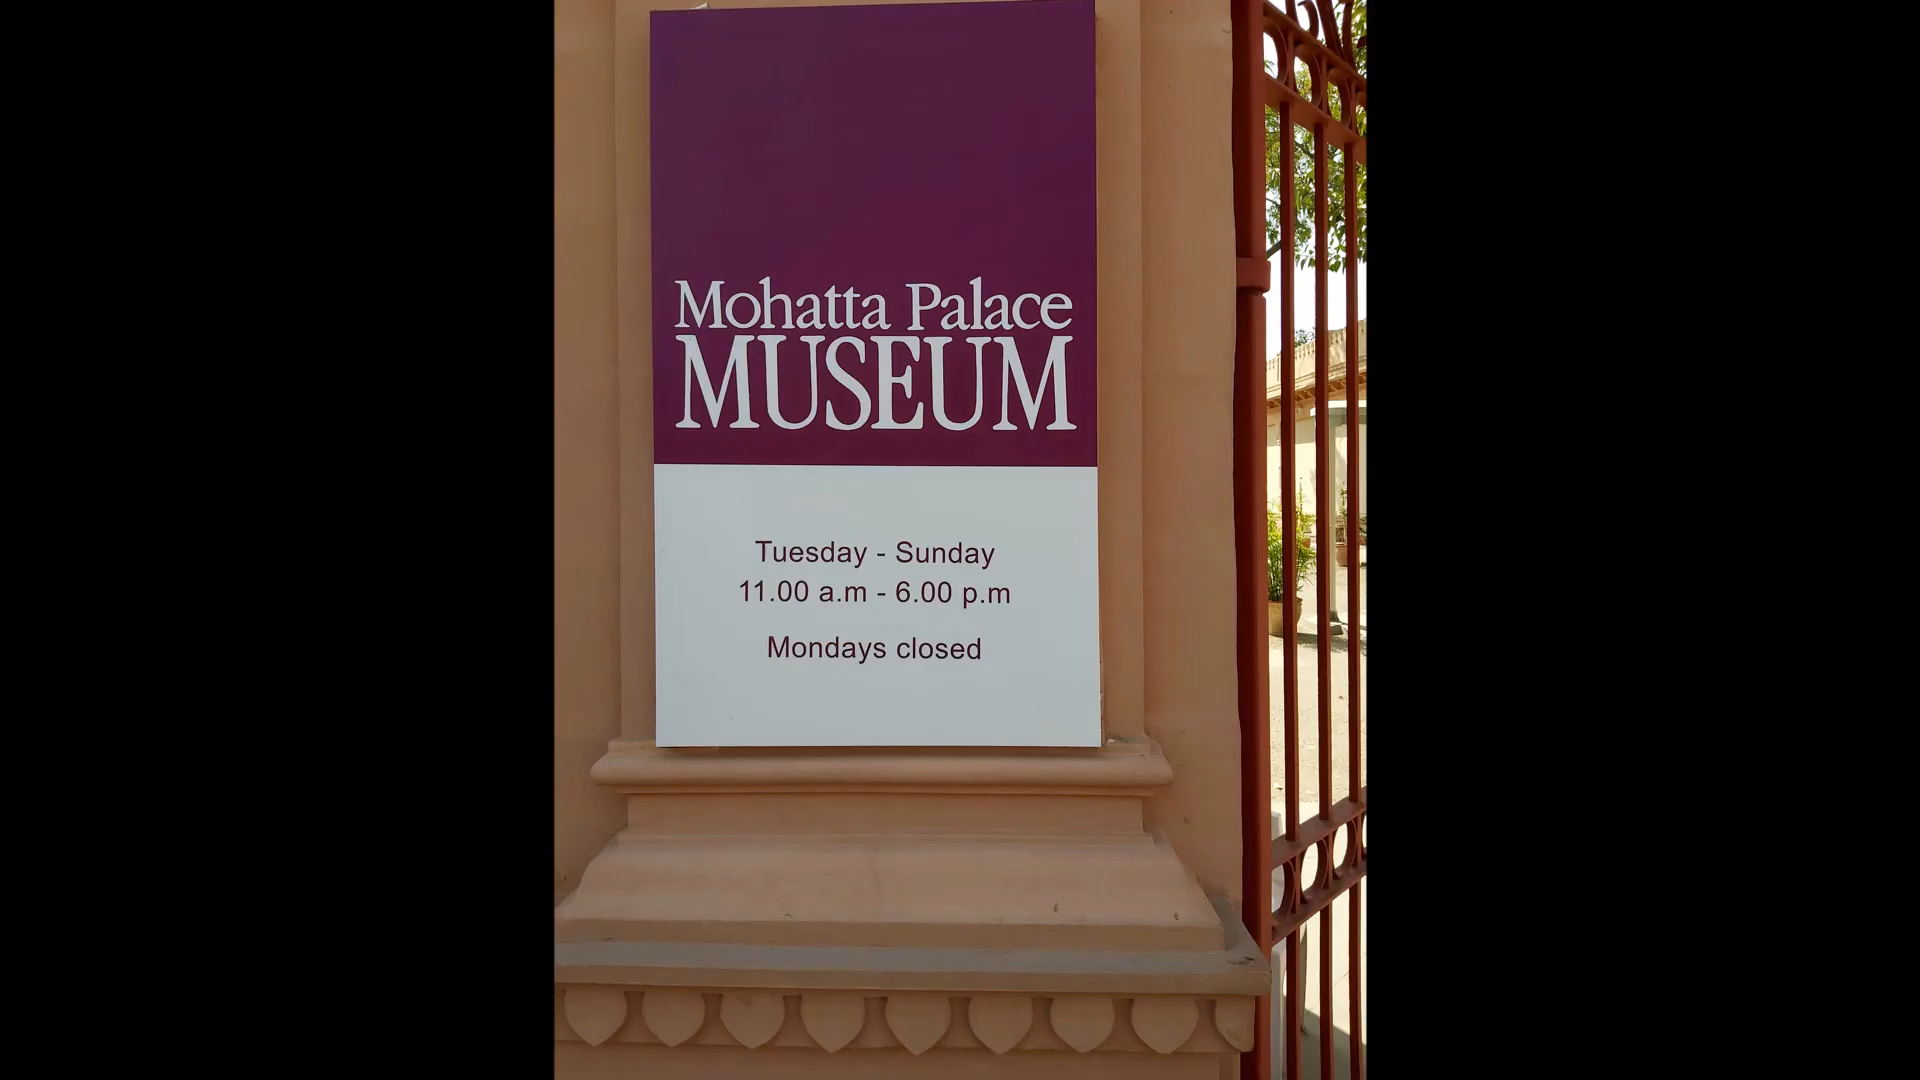 Mohatta Palace
MUSEUM
Tuesday - Sunday
11.00 a.m - 6.00 p.m
Mondays closed